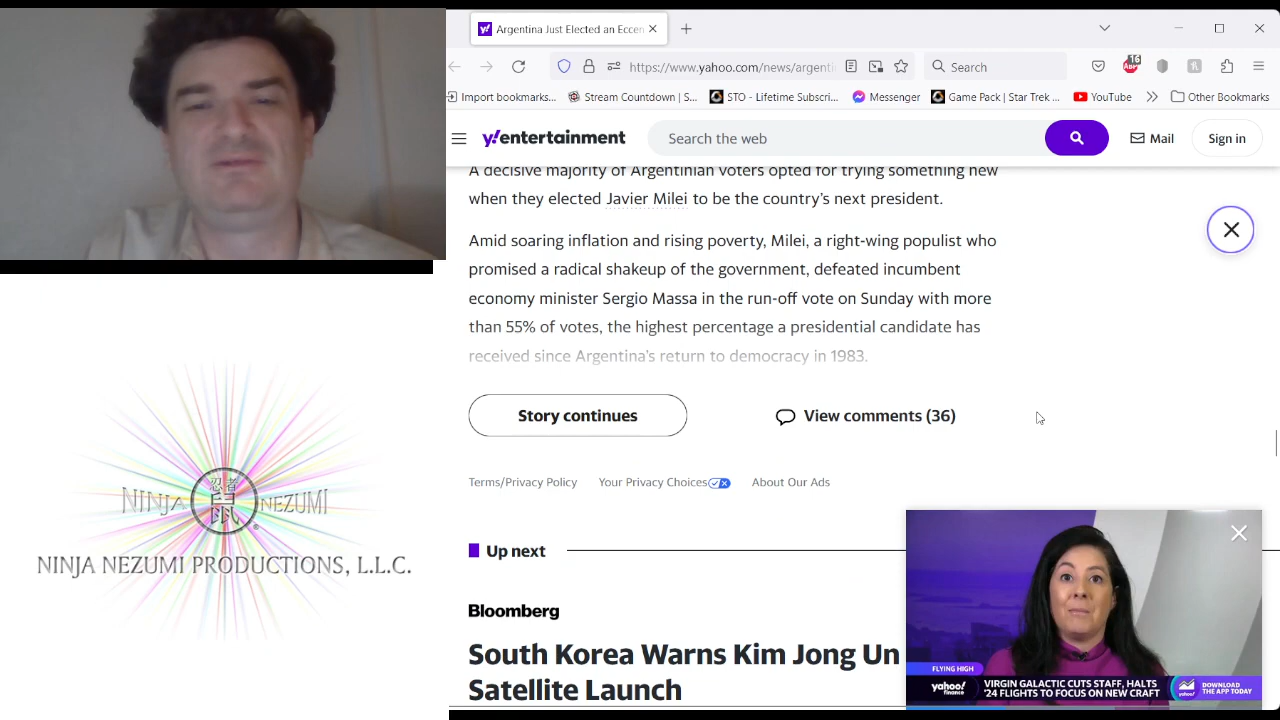 Argentina Just Elected an Eccen
https://www.yahoo.com/news/argenti
Search
16
ABP
Import bookmarks...
Stream Countdown | S...
STO - Lifetime Subscri...
Messenger
Game Pack | Star Trek ...
YouTube
Other Bookmarks
y!entertainment
Search the web
Mail
Sign in
A decisive majority of Argentinian voters opted for trying something new
when they elected Javier Milei to be the country's next president.
Amid soaring inflation and rising poverty, Milei, a right-wing populist who
promised a radical shakeup of the government, defeated incumbent
economy minister Sergio Massa in the run-off vote on Sunday with more
than 55% of votes, the highest percentage a presidential candidate has
received since Argentina's return to democracy in 1983.
Story continues
View comments (36)
Terms/Privacy Policy
Your Privacy Choices
About Our Ads
Up next
Bloomberg
South Korea Warns Kim Jong Un
Satellite Launch
FLYING HIGH
yahoo!
finance
VIRGIN GALACTIC CUTS STAFF, HALTS
'24 FLIGHTS TO FOCUS ON NEW CRAFT
yahoo!
DOWNLOAD
THE APP TODAY
忍者
NINJA 鼠 NEZUMI
®
NINJA NEZUMI PRODUCTIONS, L.L.C.